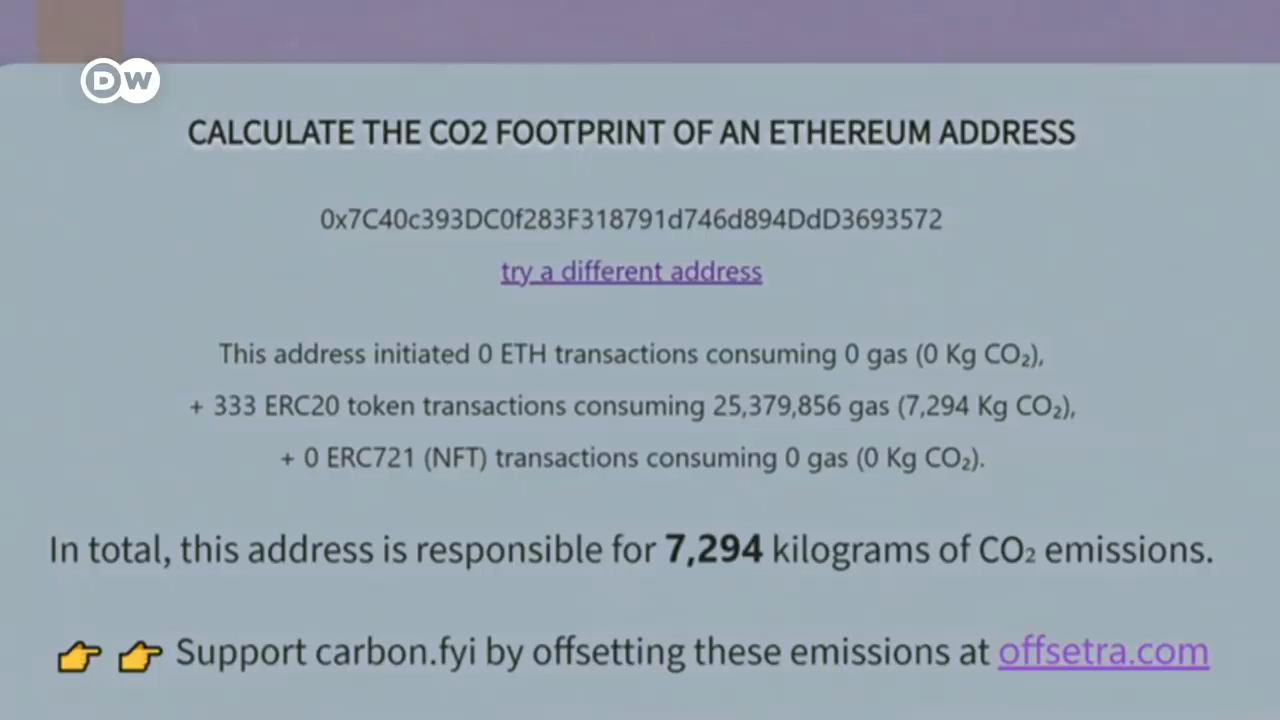 DW
CALCULATE THE CO2 FOOTPRINT OF AN ETHEREUM ADDRESS
0x7C40c393DC0f283F318791d746d894DdD3693572
try a different address
This address initiated 0 ETH transactions consuming 0 gas (0 Kg CO₂),
+ 333 ERC20 token transactions consuming 25,379,856 gas (7,294 Kg CO₂),
+ 0 ERC721 (NFT) transactions consuming 0 gas (0 Kg CO₂).
In total, this address is responsible for 7,294 kilograms of CO₂ emissions.
👉 👉 Support carbon.fyi by offsetting these emissions at offsetra.com